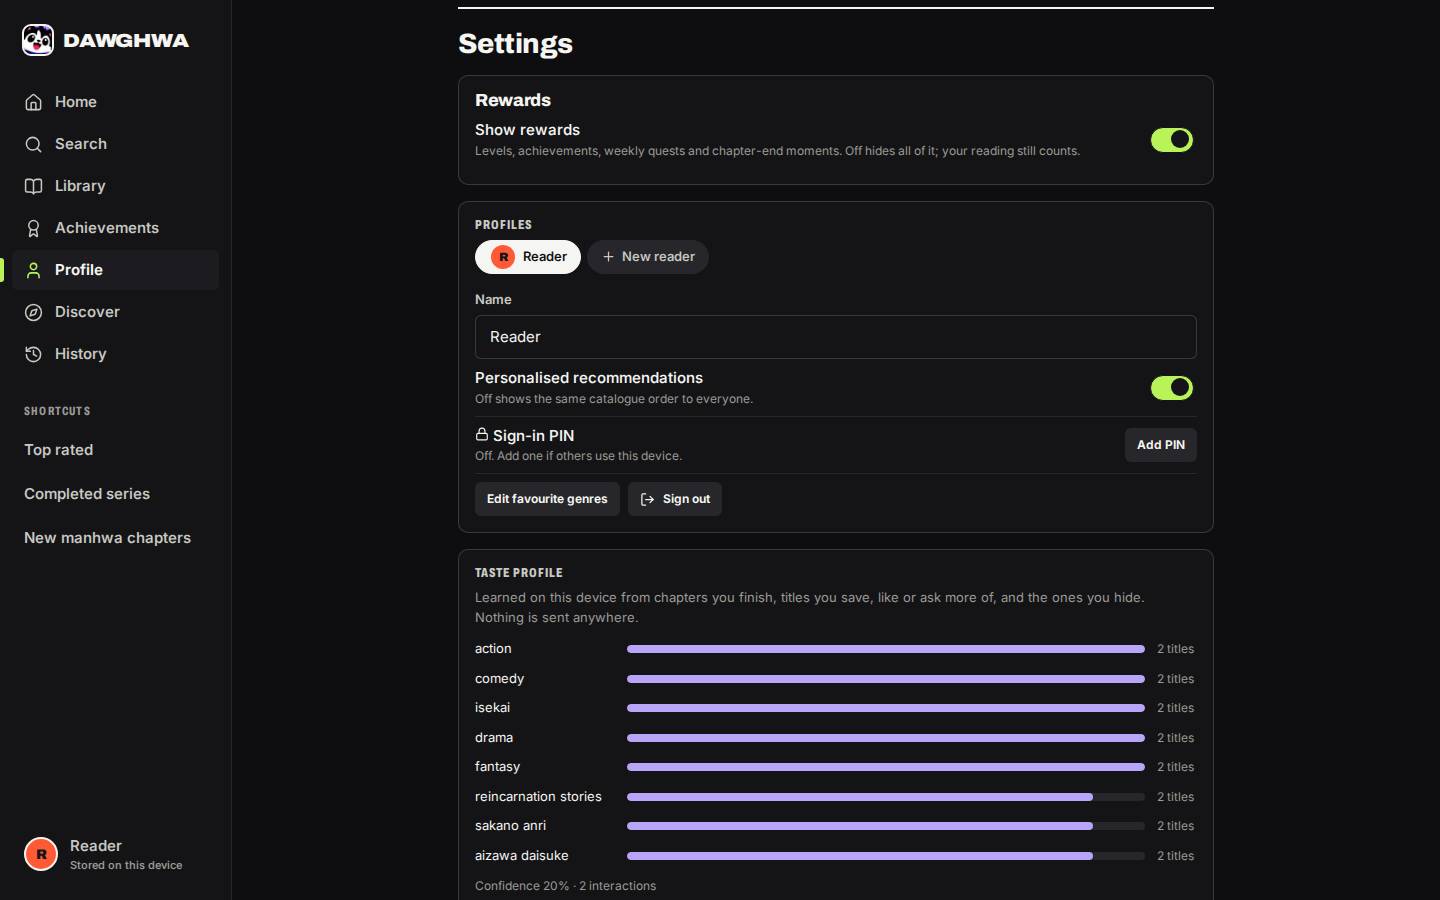 DAWGHWA
Home
Search
Library
Achievements
Profile
Discover
History
SHORTCUTS
Top rated
Completed series
New manhwa chapters
R
Reader
Stored on this device
Settings
Rewards
Show rewards
Levels, achievements, weekly quests and chapter-end moments. Off hides all of it; your reading still counts.
PROFILES
R Reader
+ New reader
Name
Reader
Personalised recommendations
Off shows the same catalogue order to everyone.
Sign-in PIN
Off. Add one if others use this device.
Add PIN
Edit favourite genres
Sign out
TASTE PROFILE
Learned on this device from chapters you finish, titles you save, like or ask more of, and the ones you hide.
Nothing is sent anywhere.
action 2 titles
comedy 2 titles
isekai 2 titles
drama 2 titles
fantasy 2 titles
reincarnation stories 2 titles
sakano anri 2 titles
aizawa daisuke 2 titles
Confidence 20% · 2 interactions